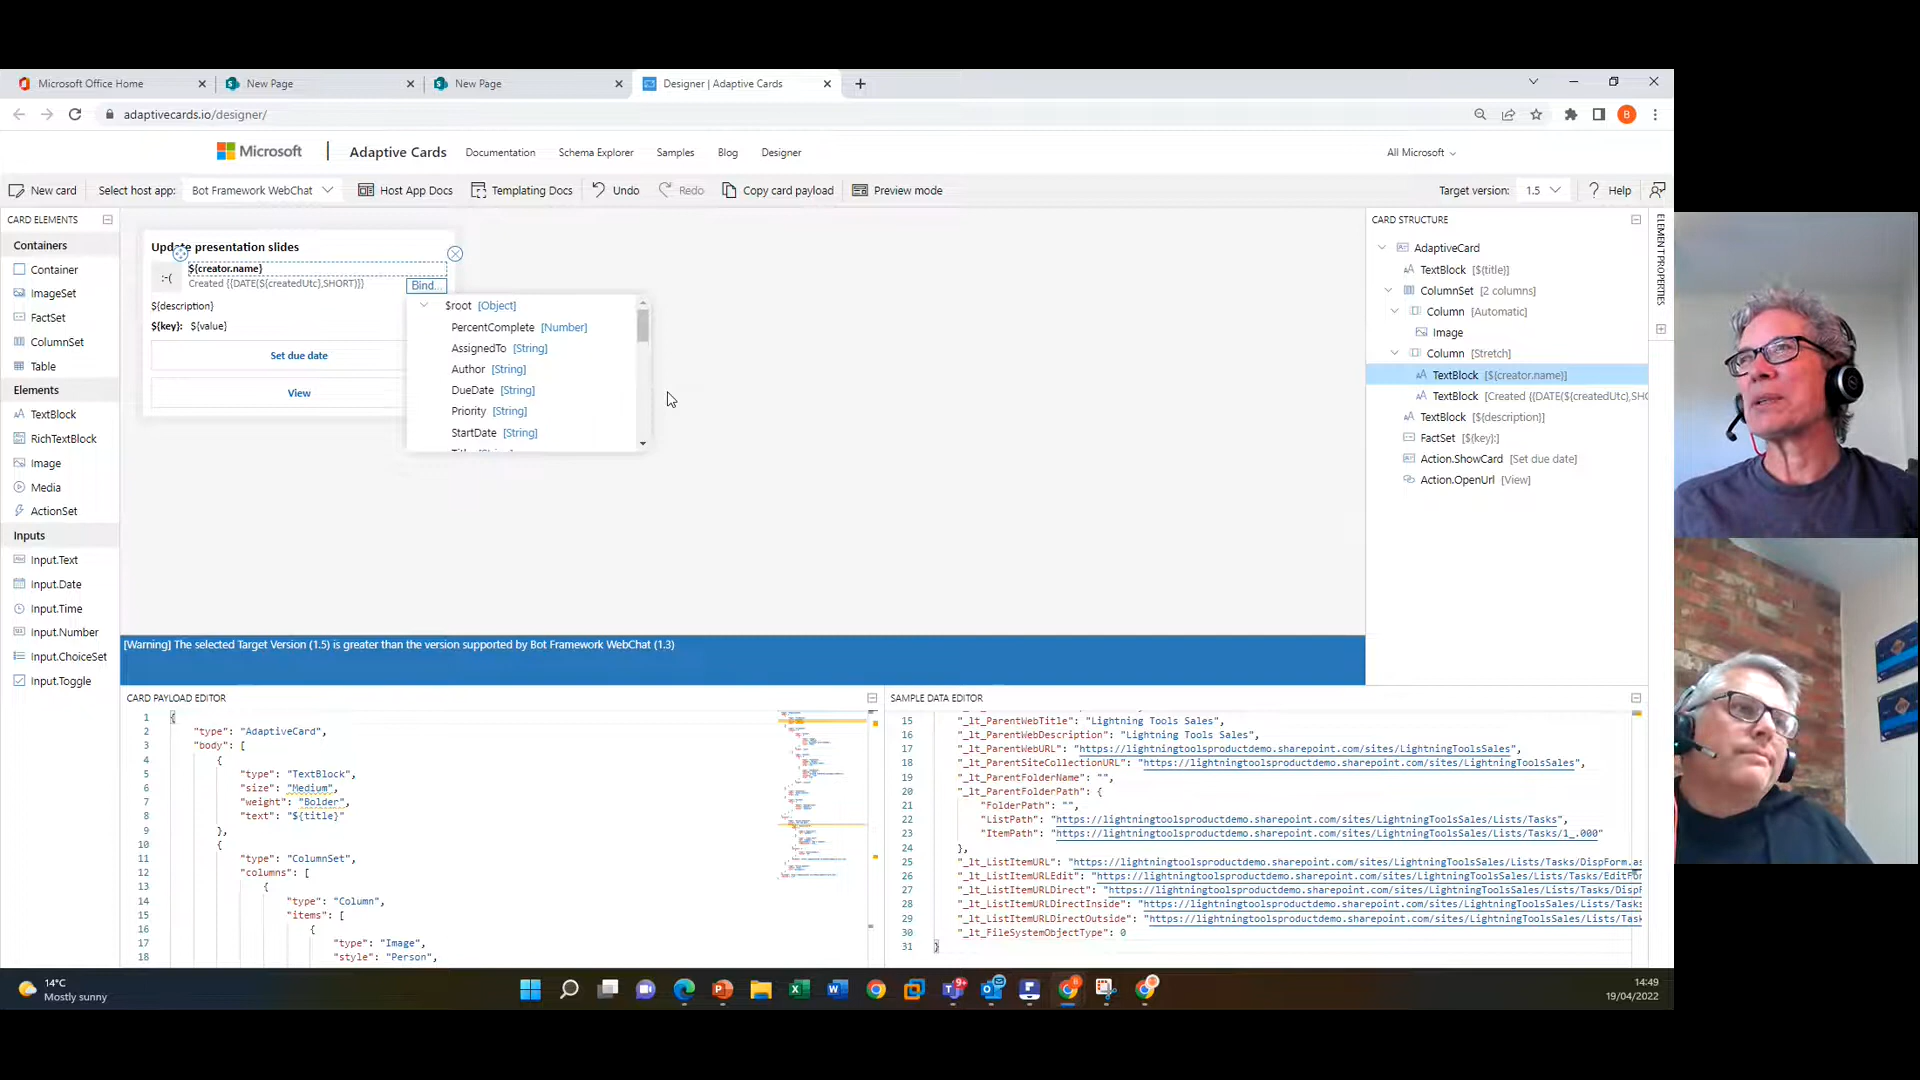 Microsoft Office Home
New Page
New Page
Designer | Adaptive Cards
adaptivecards.io/designer/
B
Microsoft
Adaptive Cards
Documentation
Schema Explorer
Samples
Blog
Designer
All Microsoft
New card
Select host app:
Bot Framework WebChat
Host App Docs
Templating Docs
Undo
Redo
Copy card payload
Preview mode
Target version:
1.5
Help
CARD ELEMENTS
Containers
Container
ImageSet
FactSet
ColumnSet
Table
Elements
TextBlock
RichTextBlock
Image
Media
ActionSet
Inputs
Input.Text
Input.Date
Input.Time
Input.Number
Input.ChoiceSet
Input.Toggle
Update presentation slides
:-(
${creator.name}
Created {{DATE(${createdUtc},SHORT)}}
Bind...
${description}
${key}: ${value}
Set due date
View
$root [Object]
PercentComplete [Number]
AssignedTo [String]
Author [String]
DueDate [String]
Priority [String]
StartDate [String]
CARD STRUCTURE
AdaptiveCard
TextBlock [${title}]
ColumnSet [2 columns]
Column [Automatic]
Image
Column [Stretch]
TextBlock [${creator.name}]
TextBlock [Created {{DATE(${createdUtc},SHO
TextBlock [${description}]
FactSet [${key}:]
Action.ShowCard [Set due date]
Action.OpenUrl [View]
ELEMENT PROPERTIES
[Warning] The selected Target Version (1.5) is greater than the version supported by Bot Framework WebChat (1.3)
CARD PAYLOAD EDITOR
1 {
2 "type": "AdaptiveCard",
3 "body": [
4 {
5 "type": "TextBlock",
6 "size": "Medium",
7 "weight": "Bolder",
8 "text": "${title}"
9 },
10 {
11 "type": "ColumnSet",
12 "columns": [
13 {
14 "type": "Column",
15 "items": [
16 {
17 "type": "Image",
18 "style": "Person",
SAMPLE DATA EDITOR
15 "_lt_ParentWebTitle": "Lightning Tools Sales",
16 "_lt_ParentWebDescription": "Lightning Tools Sales",
17 "_lt_ParentWebURL": "https://lightningtoolsproductdemo.sharepoint.com/sites/LightningToolsSales",
18 "_lt_ParentSiteCollectionURL": "https://lightningtoolsproductdemo.sharepoint.com/sites/LightningToolsSales",
19 "_lt_ParentFolderName": "",
20 "_lt_ParentFolderPath": {
21 "FolderPath": "",
22 "ListPath": "https://lightningtoolsproductdemo.sharepoint.com/sites/LightningToolsSales/Lists/Tasks",
23 "ItemPath": "https://lightningtoolsproductdemo.sharepoint.com/sites/LightningToolsSales/Lists/Tasks/1_.000"
24 },
25 "_lt_ListItemURL": "https://lightningtoolsproductdemo.sharepoint.com/sites/LightningToolsSales/Lists/Tasks/DispForm.as
26 "_lt_ListItemURLEdit": "https://lightningtoolsproductdemo.sharepoint.com/sites/LightningToolsSales/Lists/Tasks/EditFor
27 "_lt_ListItemURLDirect": "https://lightningtoolsproductdemo.sharepoint.com/sites/LightningToolsSales/Lists/Tasks/DispF
28 "_lt_ListItemURLDirectInside": "https://lightningtoolsproductdemo.sharepoint.com/sites/LightningToolsSales/Lists/Tasks
29 "_lt_ListItemURLDirectOutside": "https://lightningtoolsproductdemo.sharepoint.com/sites/LightningToolsSales/Lists/Task
30 "_lt_FileSystemObjectType": 0
31 }
14°C
Mostly sunny
14:49
19/04/2022